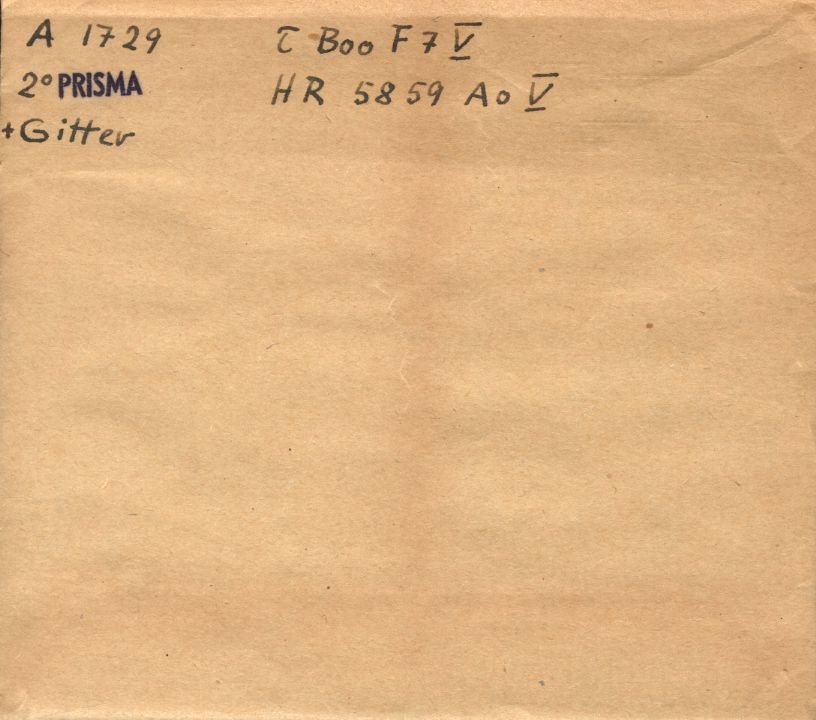 A 1729
2° PRISMA
+Gitter
τ Boo F7 V
HR 5859 A0 V